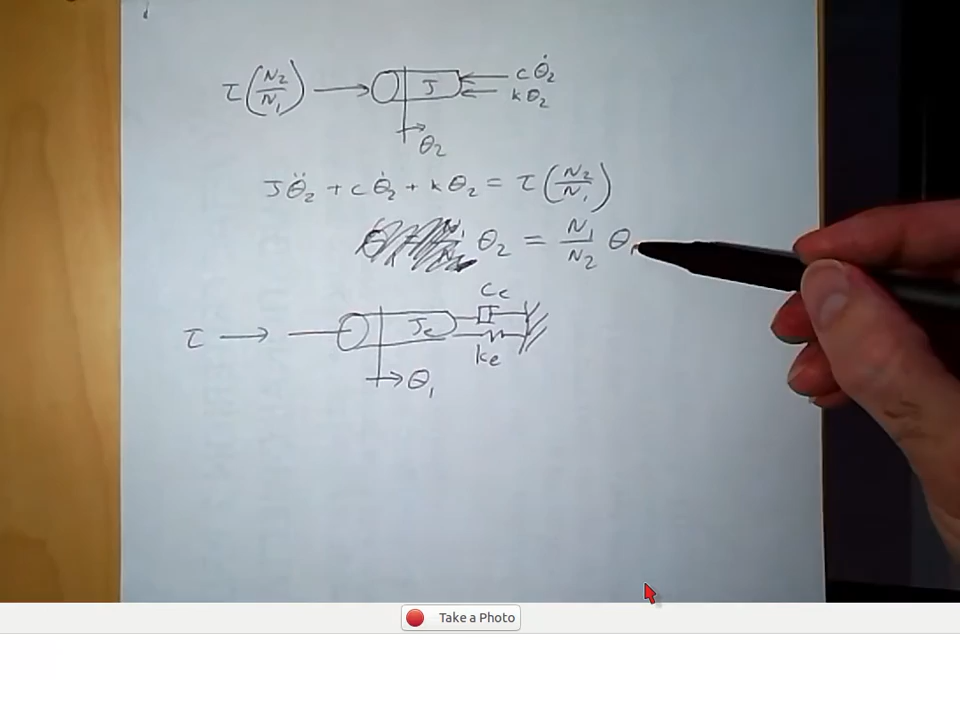 τ(N₂/N₁) → J cθ̇₂
kθ₂
θ₂
Jθ̈₂ + cθ̇₂ + kθ₂ = τ(N₂/N₁)
θ₂ = N₁/N₂ θ₁
Cₑ
τ → Jₑ
kₑ
θ₁
Take a Photo